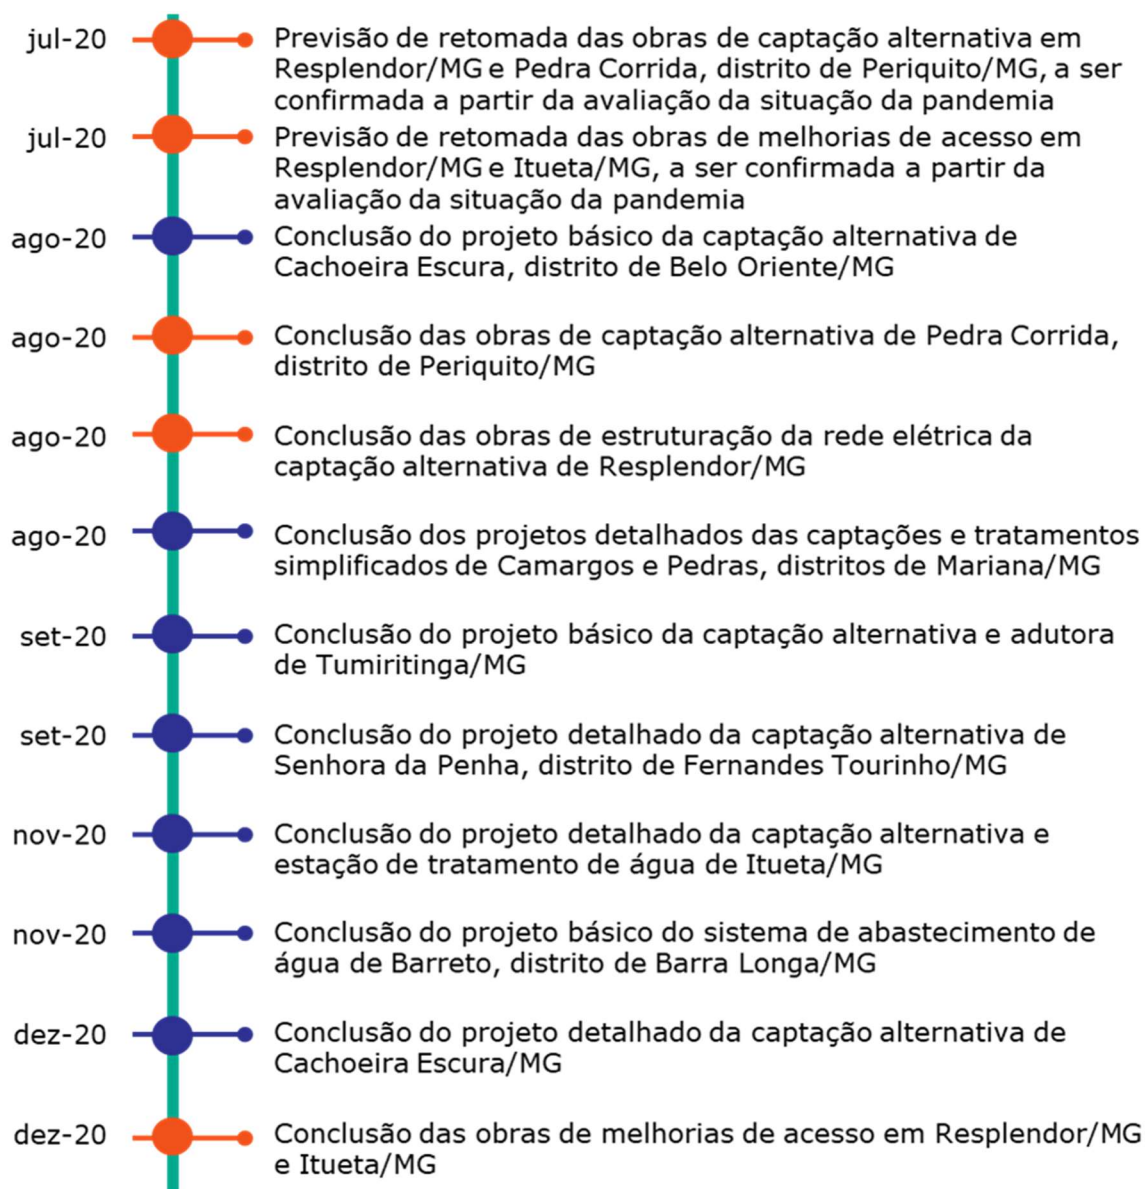 jul-20 Previsão de retomada das obras de captação alternativa em
Resplendor/MG e Pedra Corrida, distrito de Periquito/MG, a ser
confirmada a partir da avaliação da situação da pandemia
jul-20 Previsão de retomada das obras de melhorias de acesso em
Resplendor/MG e Itueta/MG, a ser confirmada a partir da
avaliação da situação da pandemia
ago-20 Conclusão do projeto básico da captação alternativa de
Cachoeira Escura, distrito de Belo Oriente/MG
ago-20 Conclusão das obras de captação alternativa de Pedra Corrida,
distrito de Periquito/MG
ago-20 Conclusão das obras de estruturação da rede elétrica da
captação alternativa de Resplendor/MG
ago-20 Conclusão dos projetos detalhados das captações e tratamentos
simplificados de Camargos e Pedras, distritos de Mariana/MG
set-20 Conclusão do projeto básico da captação alternativa e adutora
de Tumiritinga/MG
set-20 Conclusão do projeto detalhado da captação alternativa de
Senhora da Penha, distrito de Fernandes Tourinho/MG
nov-20 Conclusão do projeto detalhado da captação alternativa e
estação de tratamento de água de Itueta/MG
nov-20 Conclusão do projeto básico do sistema de abastecimento de
água de Barreto, distrito de Barra Longa/MG
dez-20 Conclusão do projeto detalhado da captação alternativa de
Cachoeira Escura/MG
dez-20 Conclusão das obras de melhorias de acesso em Resplendor/MG
e Itueta/MG